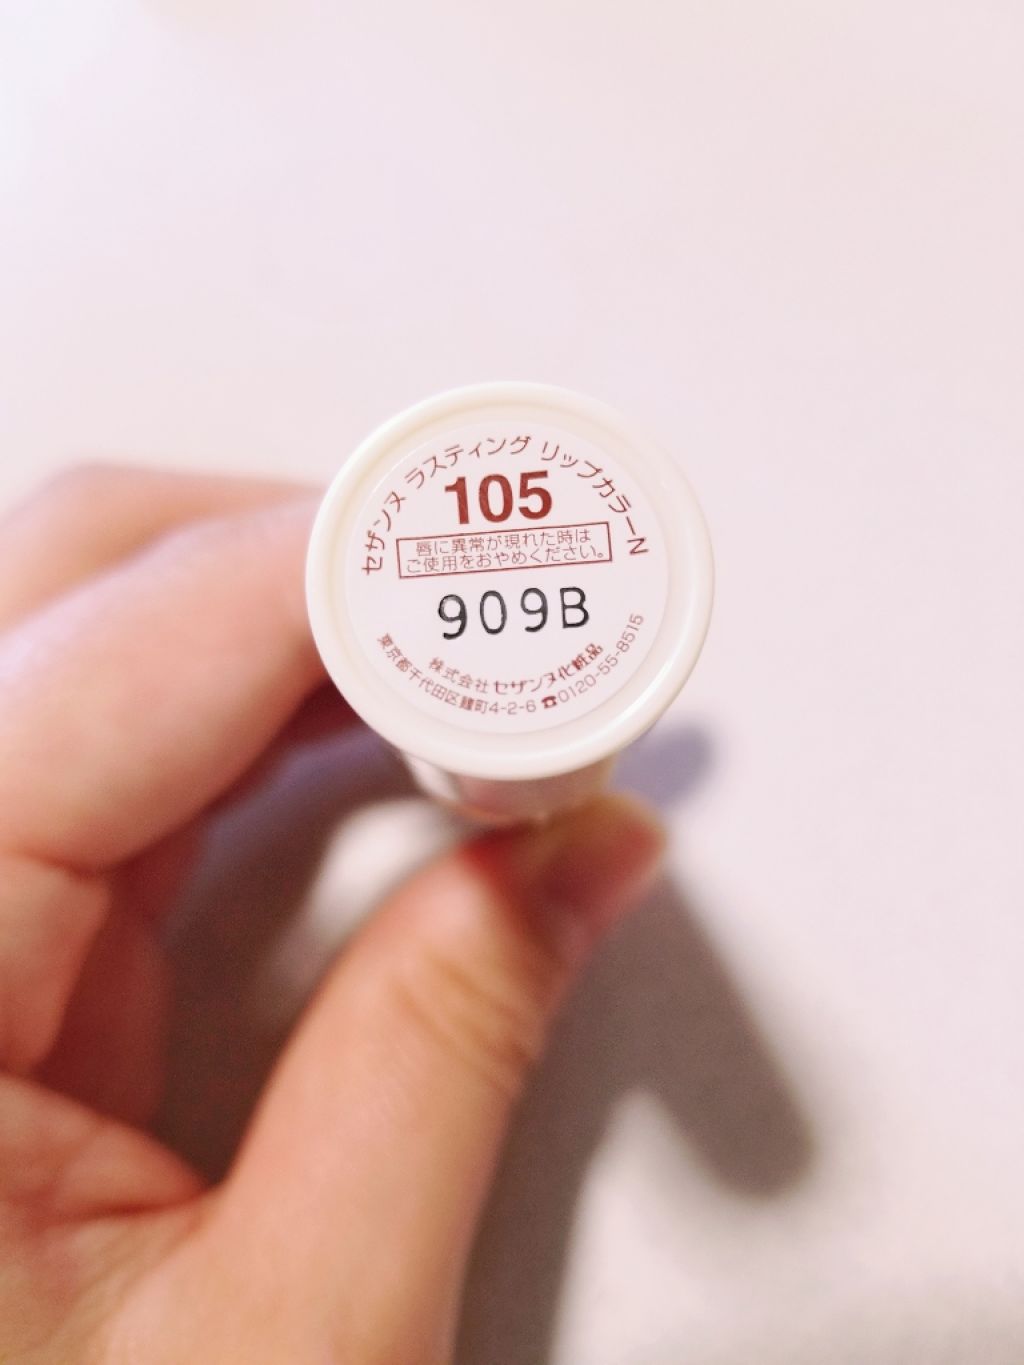 セザンヌ ラスティング リップカラーN
105
唇に異常が現れた時は
ご使用をおやめください。
909B
株式会社 セザンヌ化粧品
東京都千代田区麹町4-2-6 ☎0120-55-8515